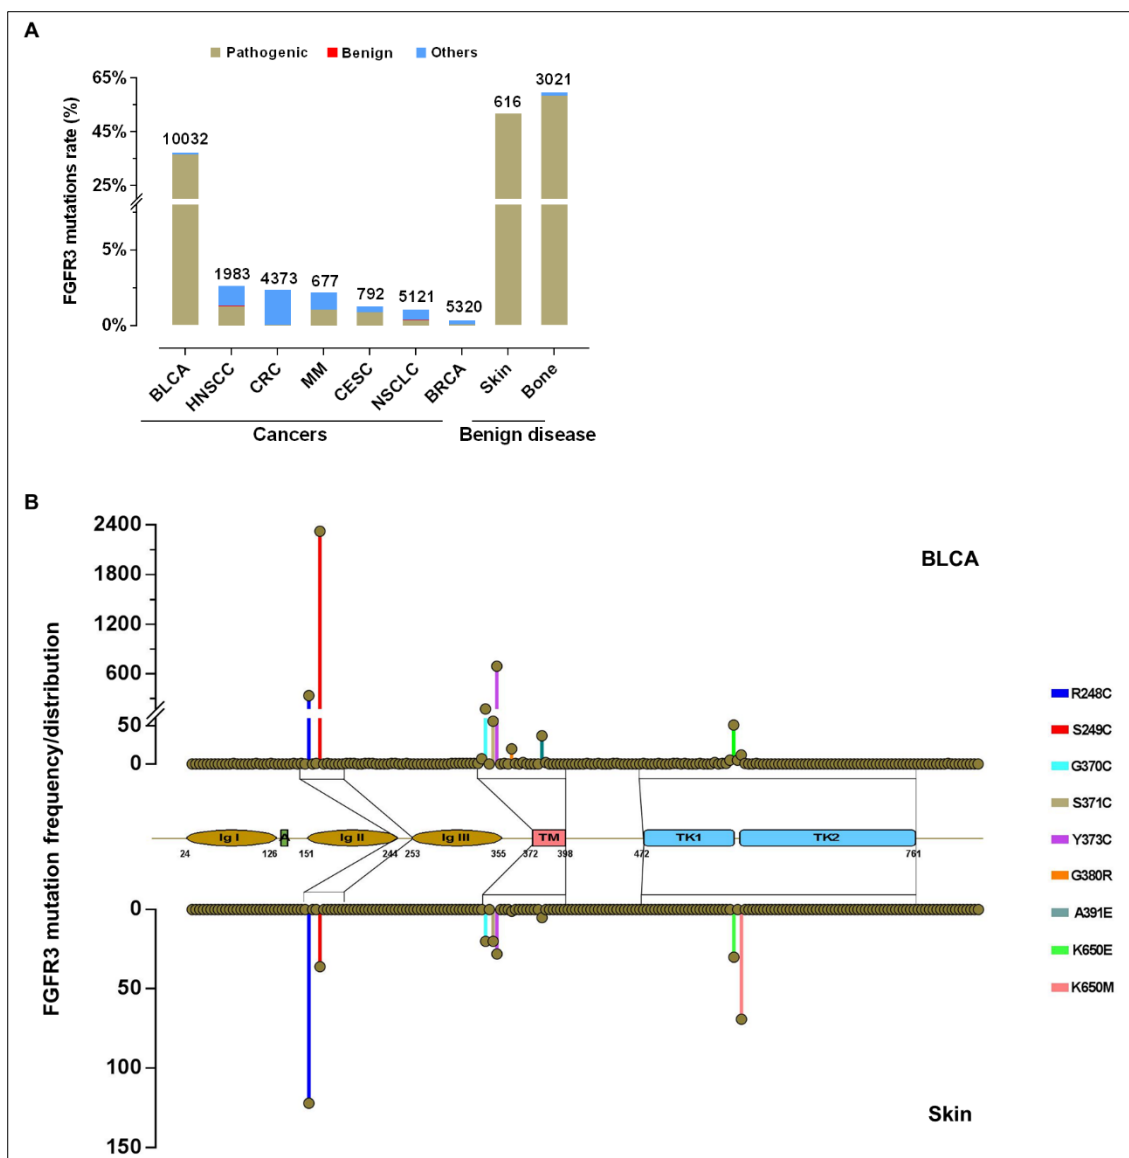 A
Pathogenic Benign Others
FGFR3 mutations rate (%)
65%
45%
25%
5%
0%
10032
1983
4373
677
792
5121
5320
616
3021
BLCA
HNSCC
CRC
MM
CESC
NSCLC
BRCA
Skin
Bone
Cancers
Benign disease
B
FGFR3 mutation frequency/distribution
2400
1800
1200
600
50
0
BLCA
Ig I
A
Ig II
Ig III
TM
TK1
TK2
24 126 151 244 253 355 372 398 472 761
0
50
100
150
Skin
R248C
S249C
G370C
S371C
Y373C
G380R
A391E
K650E
K650M